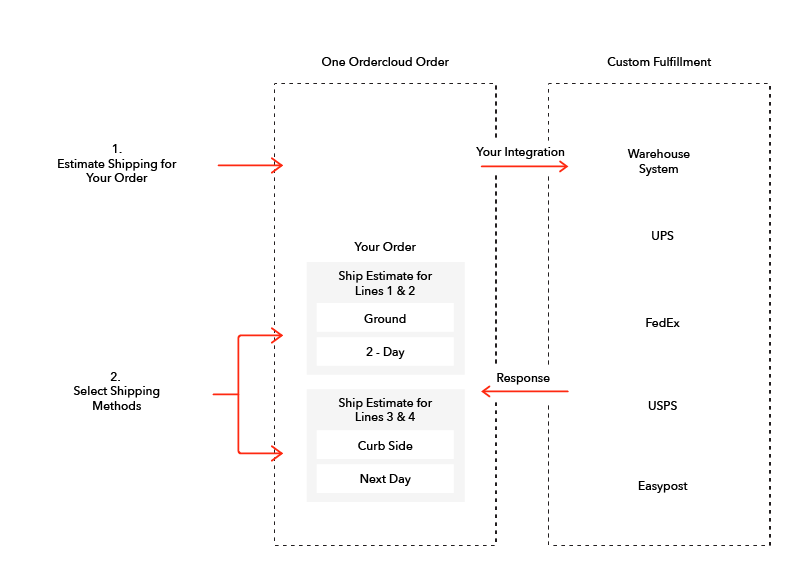 One Ordercloud Order
Custom Fulfillment
1.
Estimate Shipping for
Your Order
Your Integration
Warehouse
System
UPS
Your Order
Ship Estimate for
Lines 1 & 2
Ground
2 - Day
FedEx
2.
Select Shipping
Methods
Response
Ship Estimate for
Lines 3 & 4
Curb Side
Next Day
USPS
Easypost